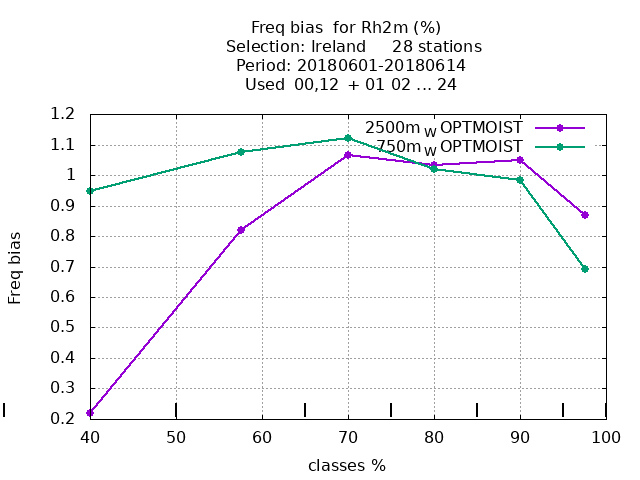 Freq bias  for Rh2m (%)
Selection: Ireland     28 stations
Period: 20180601-20180614
Used  00,12  + 01 02 ... 24
2500m W OPTMOIST
750m W OPTMOIST
1.2
1.1
1
0.9
0.8
0.7
0.6
0.5
0.4
0.3
0.2
Freq bias
40 50 60 70 80 90 100
classes %